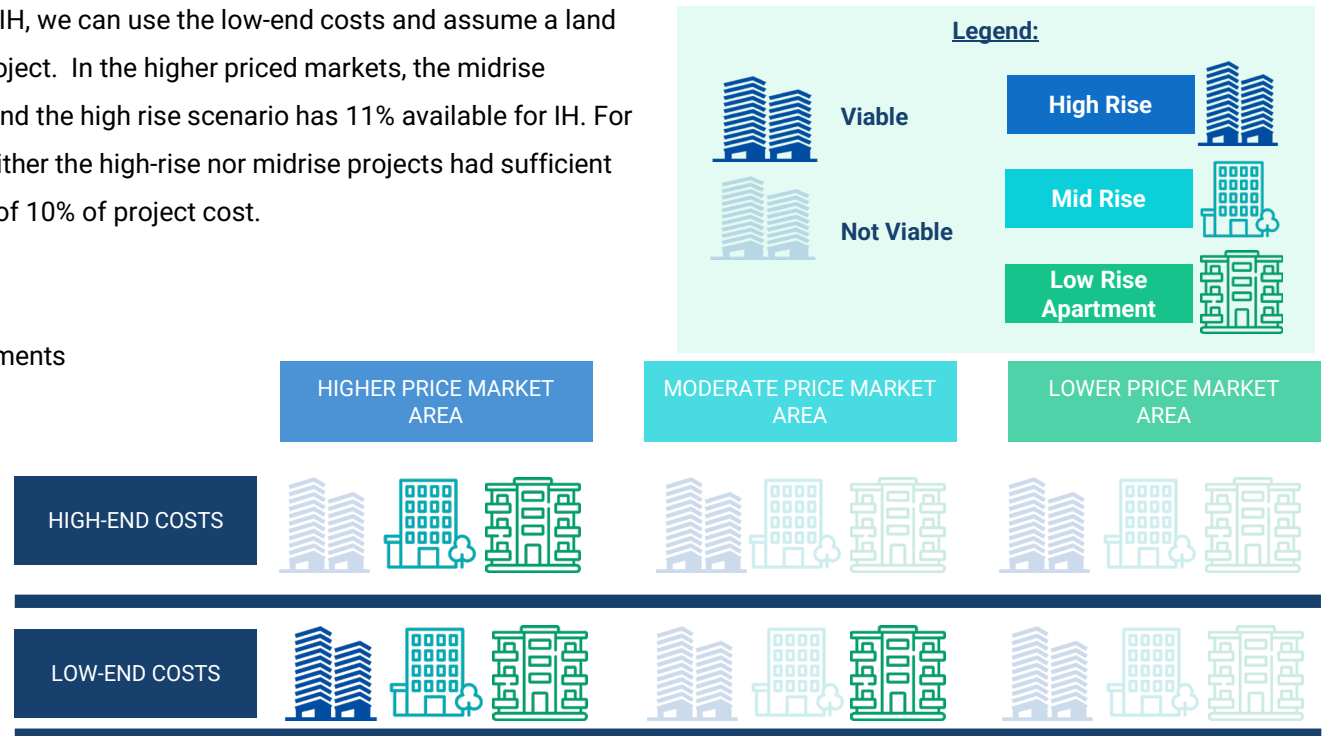 IH, we can use the low-end costs and assume a land
oject. In the higher priced markets, the midrise
nd the high rise scenario has 11% available for IH. For
ither the high-rise nor midrise projects had sufficient
of 10% of project cost.
Legend:
Viable
High Rise
Mid Rise
Not Viable
Low Rise
Apartment
ments
HIGHER PRICE MARKET
AREA
MODERATE PRICE MARKET
AREA
LOWER PRICE MARKET
AREA
HIGH-END COSTS
LOW-END COSTS